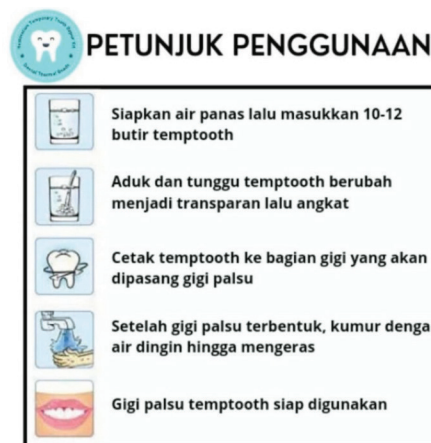 PETUNJUK PENGGUNAAN
Siapkan air panas lalu masukkan 10-12
butir temptooth
Aduk dan tunggu temptooth berubah
menjadi transparan lalu angkat
Cetak temptooth ke bagian gigi yang akan
dipasang gigi palsu
Setelah gigi palsu terbentuk, kumur denga
air dingin hingga mengeras
Gigi palsu temptooth siap digunakan